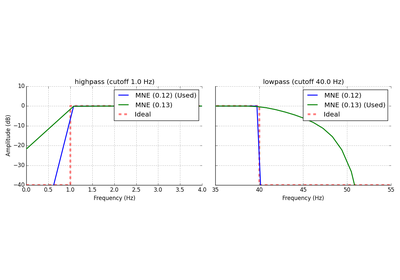 highpass (cutoff 1.0 Hz)
10
0
−10
−20
−30
−40
Amplitude (dB)
MNE (0.12) (Used)
MNE (0.13)
Ideal
0.0 0.5 1.0 1.5 2.0 2.5 3.0 3.5 4.0
Frequency (Hz)
lowpass (cutoff 40.0 Hz)
MNE (0.12)
MNE (0.13) (Used)
Ideal
35 40 45 50 55
Frequency (Hz)